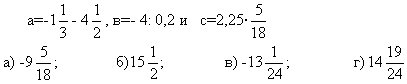 a=-1 1/3 - 4 1/2 , в=- 4: 0,2 и c=2,25· 5/18
а) -9 5/18 ; б)15 1/2 ; в) -13 1/24 ; г) 14 19/24